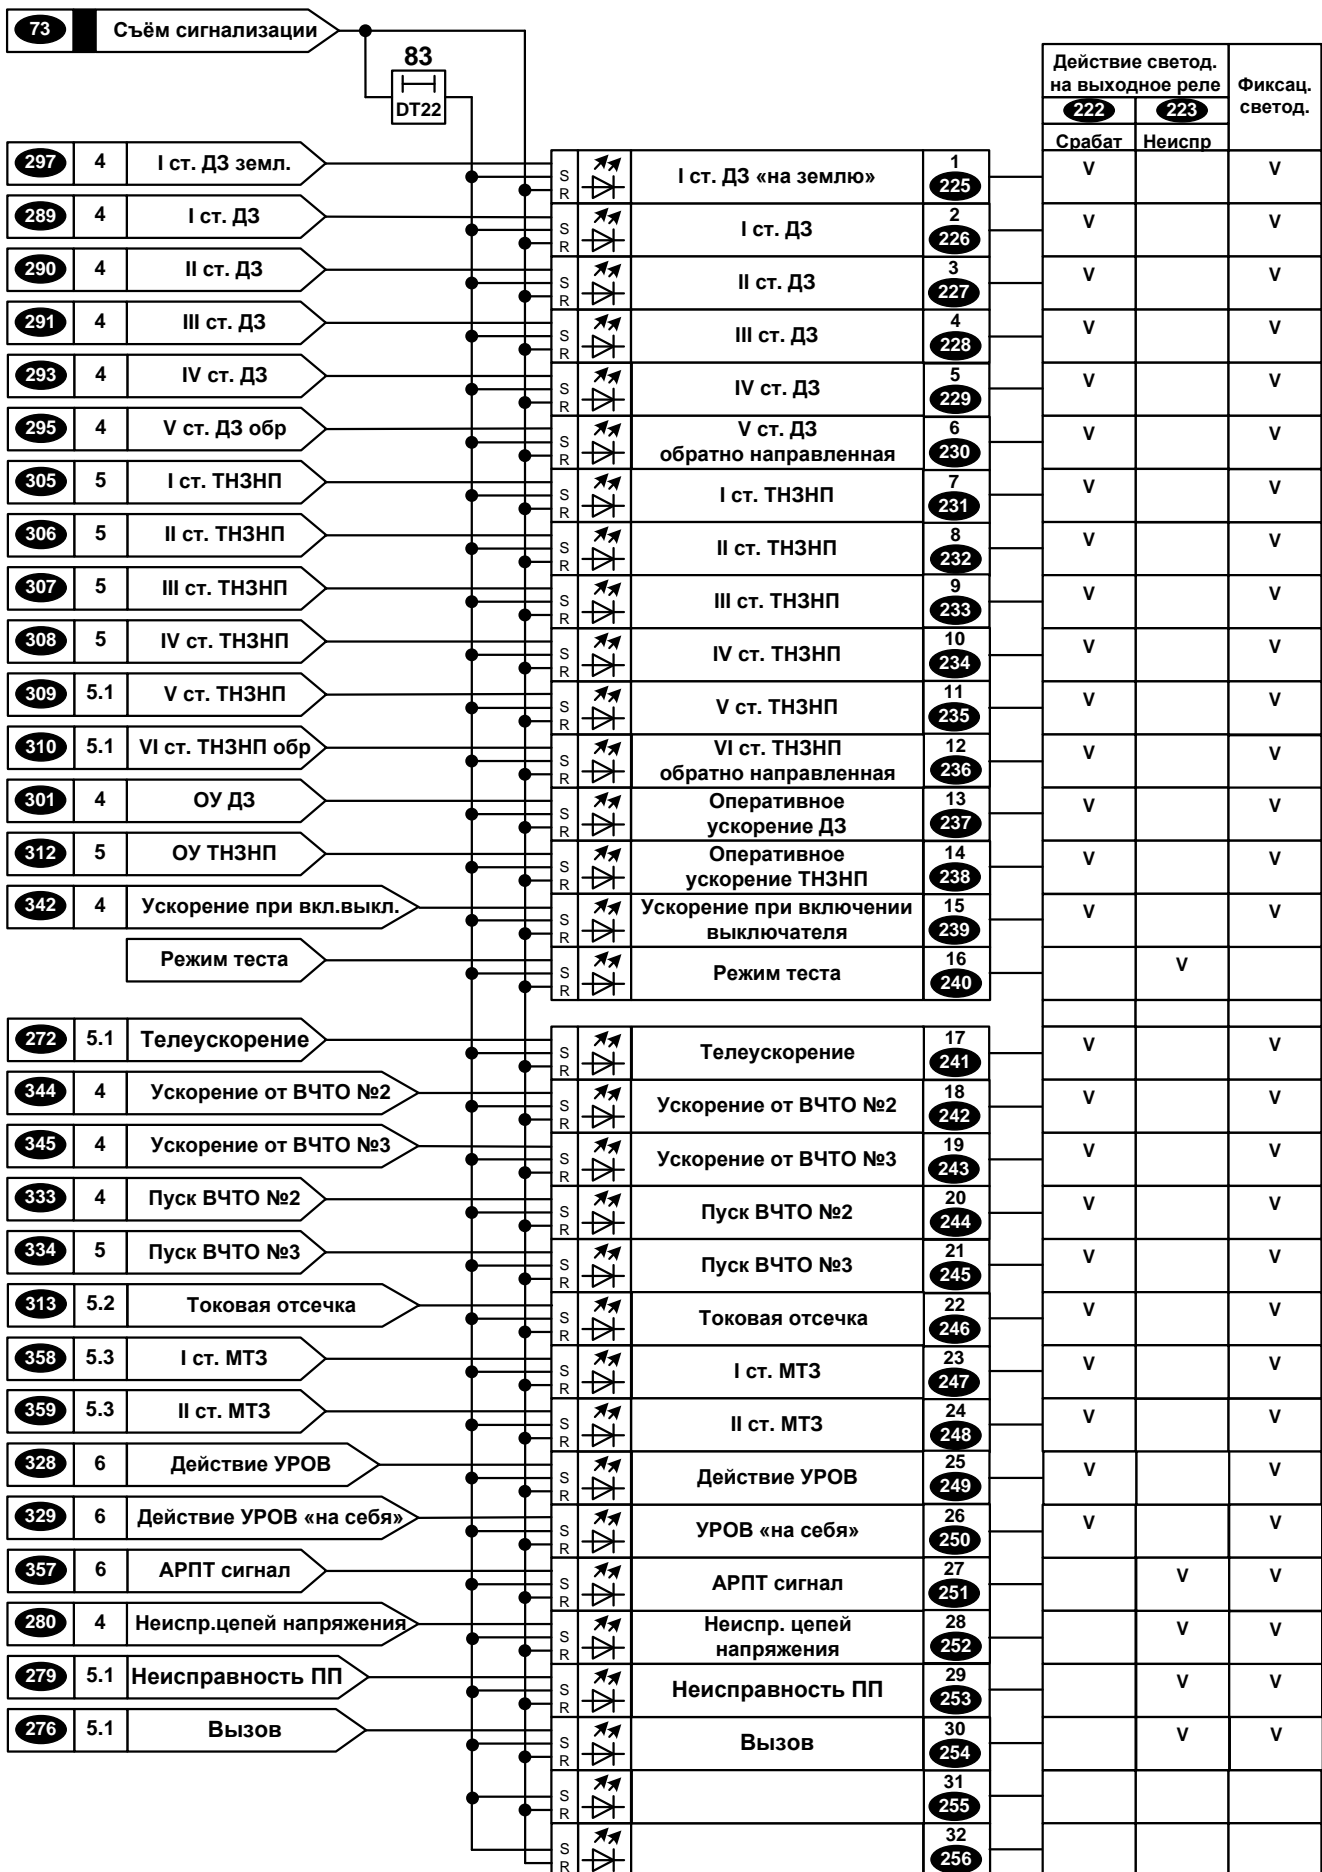 73 Съём сигнализации
83
DT22
Действие светод.
на выходное реле
Фиксац.
светод.
222 223
Срабат Неиспр
297 4 I ст. ДЗ земл.
S
R
I ст. ДЗ «на землю»
1
225
V V
289 4 I ст. ДЗ
S
R
I ст. ДЗ
2
226
V V
290 4 II ст. ДЗ
S
R
II ст. ДЗ
3
227
V V
291 4 III ст. ДЗ
S
R
III ст. ДЗ
4
228
V V
293 4 IV ст. ДЗ
S
R
IV ст. ДЗ
5
229
V V
295 4 V ст. ДЗ обр
S
R
V ст. ДЗ
обратно направленная
6
230
V V
305 5 I ст. ТНЗНП
S
R
I ст. ТНЗНП
7
231
V V
306 5 II ст. ТНЗНП
S
R
II ст. ТНЗНП
8
232
V V
307 5 III ст. ТНЗНП
S
R
III ст. ТНЗНП
9
233
V V
308 5 IV ст. ТНЗНП
S
R
IV ст. ТНЗНП
10
234
V V
309 5.1 V ст. ТНЗНП
S
R
V ст. ТНЗНП
11
235
V V
310 5.1 VI ст. ТНЗНП обр
S
R
VI ст. ТНЗНП
обратно направленная
12
236
V V
301 4 ОУ ДЗ
S
R
Оперативное
ускорение ДЗ
13
237
V V
312 5 ОУ ТНЗНП
S
R
Оперативное
ускорение ТНЗНП
14
238
V V
342 4 Ускорение при вкл.выкл.
S
R
Ускорение при включении
выключателя
15
239
V V
Режим теста
S
R
Режим теста
16
240
V
272 5.1 Телеускорение
S
R
Телеускорение
17
241
V V
344 4 Ускорение от ВЧТО №2
S
R
Ускорение от ВЧТО №2
18
242
V V
345 4 Ускорение от ВЧТО №3
S
R
Ускорение от ВЧТО №3
19
243
V V
333 4 Пуск ВЧТО №2
S
R
Пуск ВЧТО №2
20
244
V V
334 5 Пуск ВЧТО №3
S
R
Пуск ВЧТО №3
21
245
V V
313 5.2 Токовая отсечка
S
R
Токовая отсечка
22
246
V V
358 5.3 I ст. МТЗ
S
R
I ст. МТЗ
23
247
V V
359 5.3 II ст. МТЗ
S
R
II ст. МТЗ
24
248
V V
328 6 Действие УРОВ
S
R
Действие УРОВ
25
249
V V
329 6 Действие УРОВ «на себя»
S
R
УРОВ «на себя»
26
250
V V
357 6 АРПТ сигнал
S
R
АРПТ сигнал
27
251
V V
280 4 Неиспр.цепей напряжения
S
R
Неиспр. цепей
напряжения
28
252
V V
279 5.1 Неисправность ПП
S
R
Неисправность ПП
29
253
V V
276 5.1 Вызов
S
R
Вызов
30
254
V V
S
R
31
255
S
R
32
256